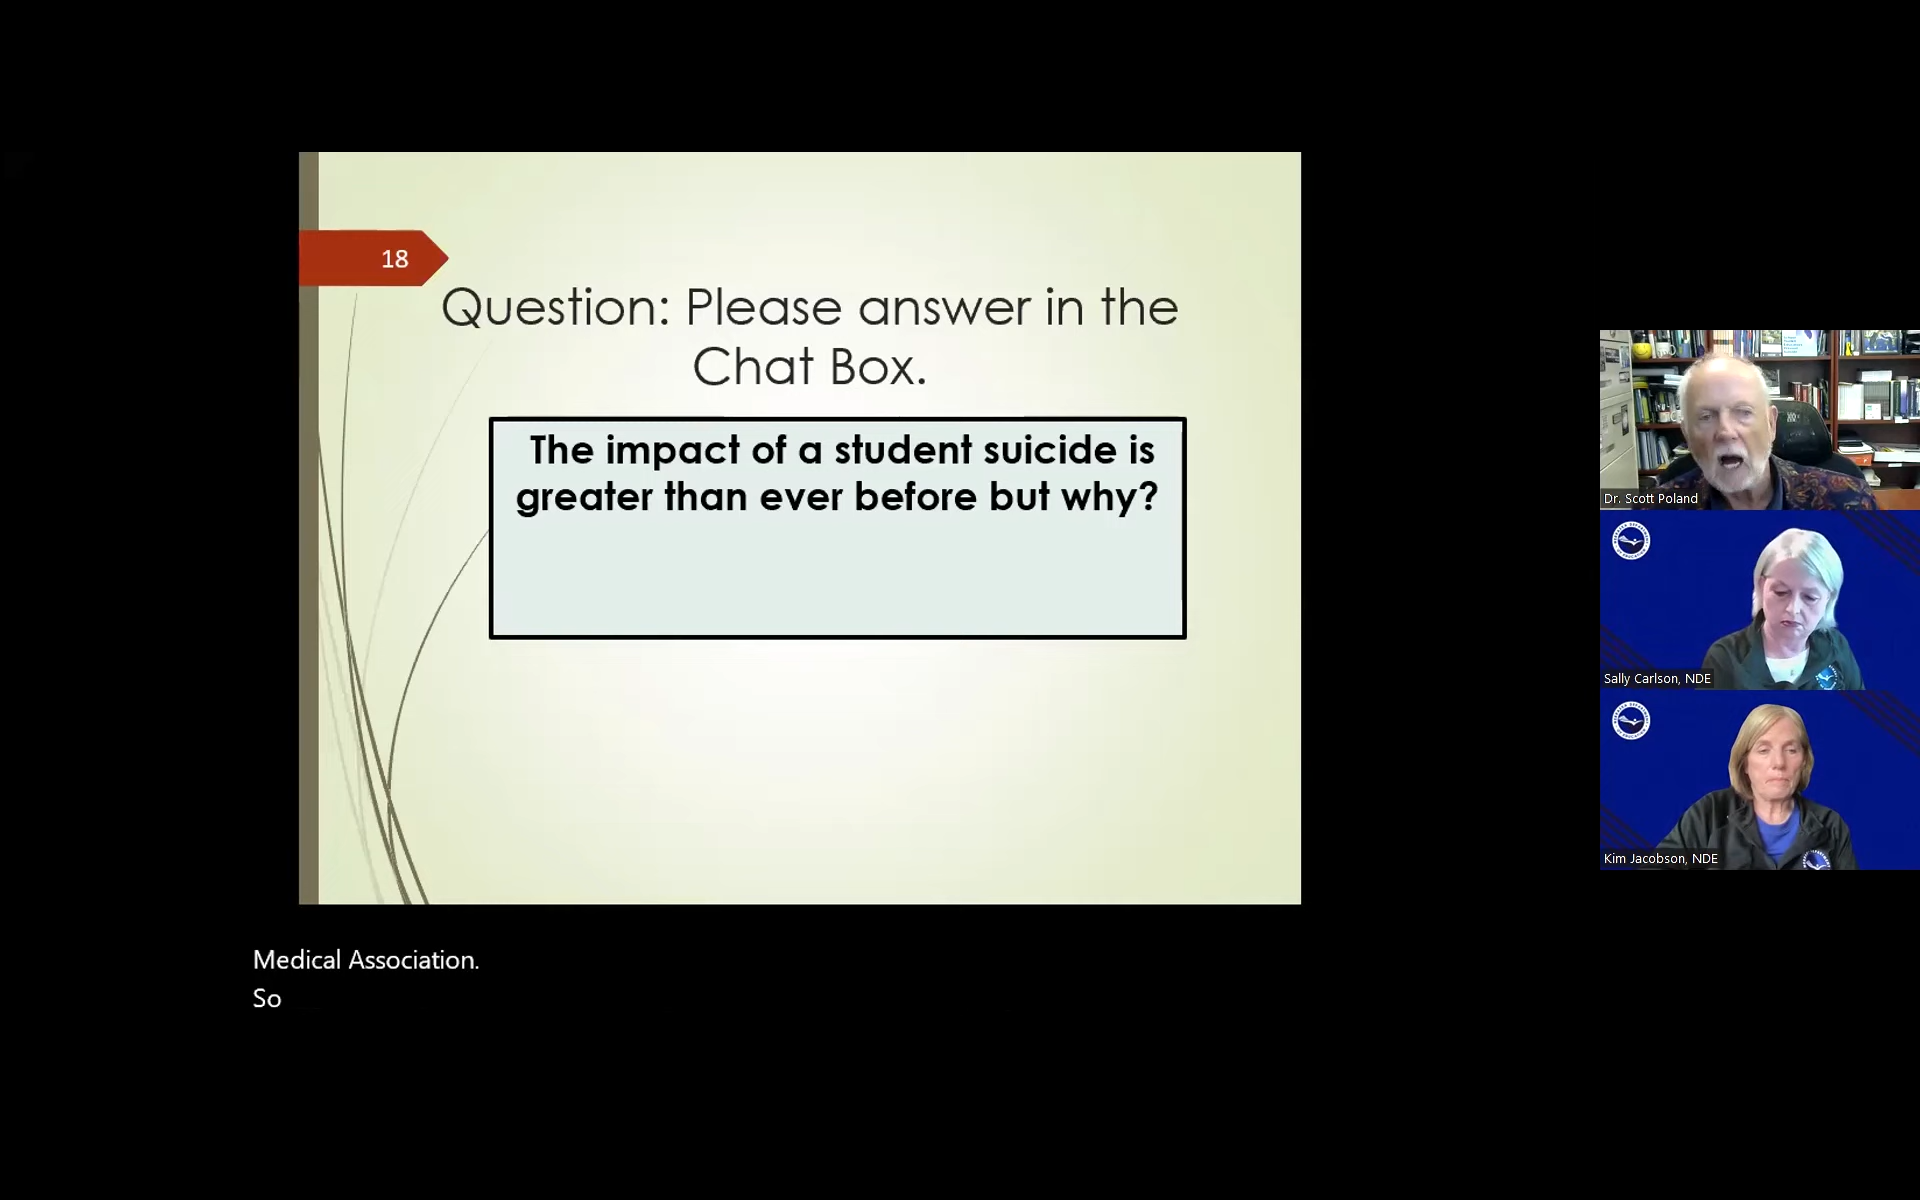 18
Question: Please answer in the
Chat Box.
The impact of a student suicide is
greater than ever before but why?
Dr. Scott Poland
Sally Carlson, NDE
Kim Jacobson, NDE
Medical Association.
So